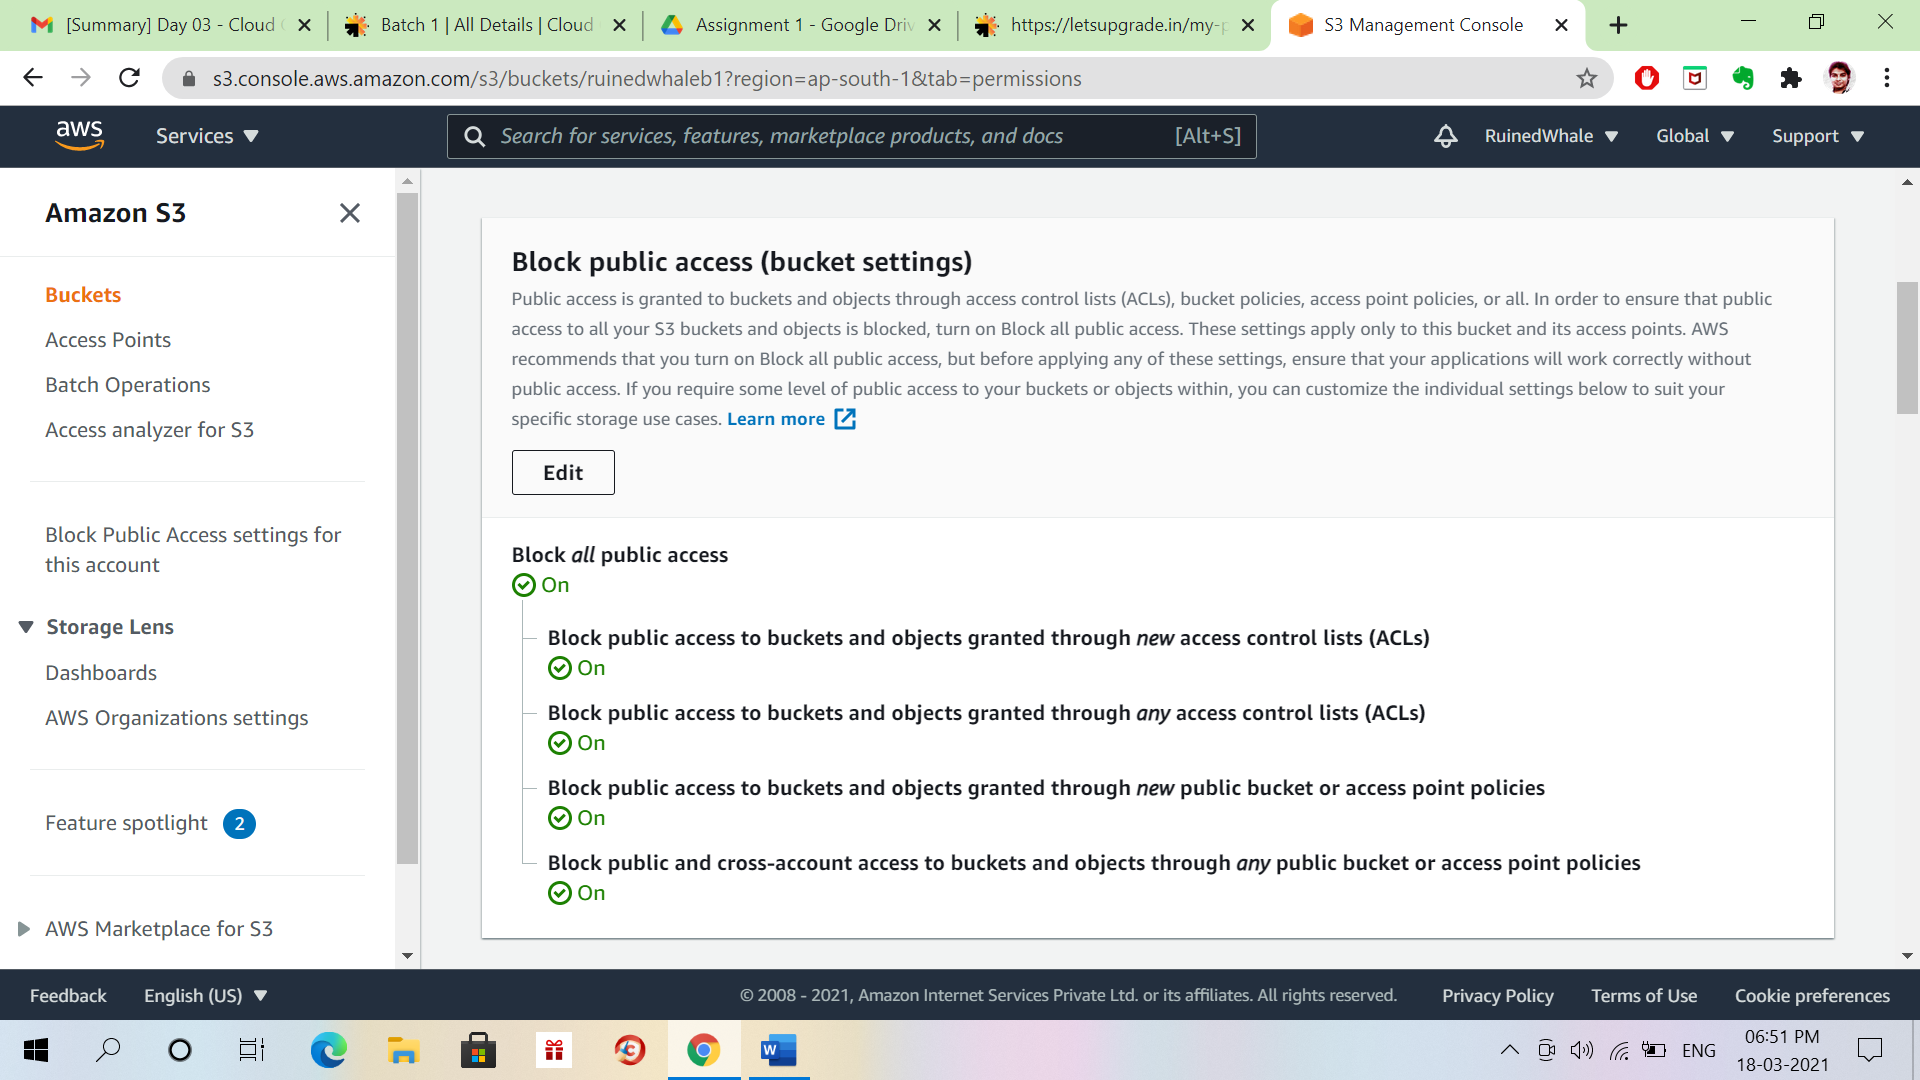 [Summary] Day 03 - Cloud
Batch 1 | All Details | Cloud
Assignment 1 - Google Driv
https://letsupgrade.in/my-p
S3 Management Console
s3.console.aws.amazon.com/s3/buckets/ruinedwhaleb1?region=ap-south-1&tab=permissions
aws
Services
Search for services, features, marketplace products, and docs
[Alt+S]
RuinedWhale
Global
Support
Amazon S3
Buckets
Access Points
Batch Operations
Access analyzer for S3
Block Public Access settings for
this account
Storage Lens
Dashboards
AWS Organizations settings
Feature spotlight 2
AWS Marketplace for S3
Block public access (bucket settings)
Public access is granted to buckets and objects through access control lists (ACLs), bucket policies, access point policies, or all. In order to ensure that public
access to all your S3 buckets and objects is blocked, turn on Block all public access. These settings apply only to this bucket and its access points. AWS
recommends that you turn on Block all public access, but before applying any of these settings, ensure that your applications will work correctly without
public access. If you require some level of public access to your buckets or objects within, you can customize the individual settings below to suit your
specific storage use cases. Learn more
Edit
Block all public access
On
Block public access to buckets and objects granted through new access control lists (ACLs)
On
Block public access to buckets and objects granted through any access control lists (ACLs)
On
Block public access to buckets and objects granted through new public bucket or access point policies
On
Block public and cross-account access to buckets and objects through any public bucket or access point policies
On
Feedback
English (US)
© 2008 - 2021, Amazon Internet Services Private Ltd. or its affiliates. All rights reserved.
Privacy Policy
Terms of Use
Cookie preferences
W
ENG
06:51 PM
18-03-2021